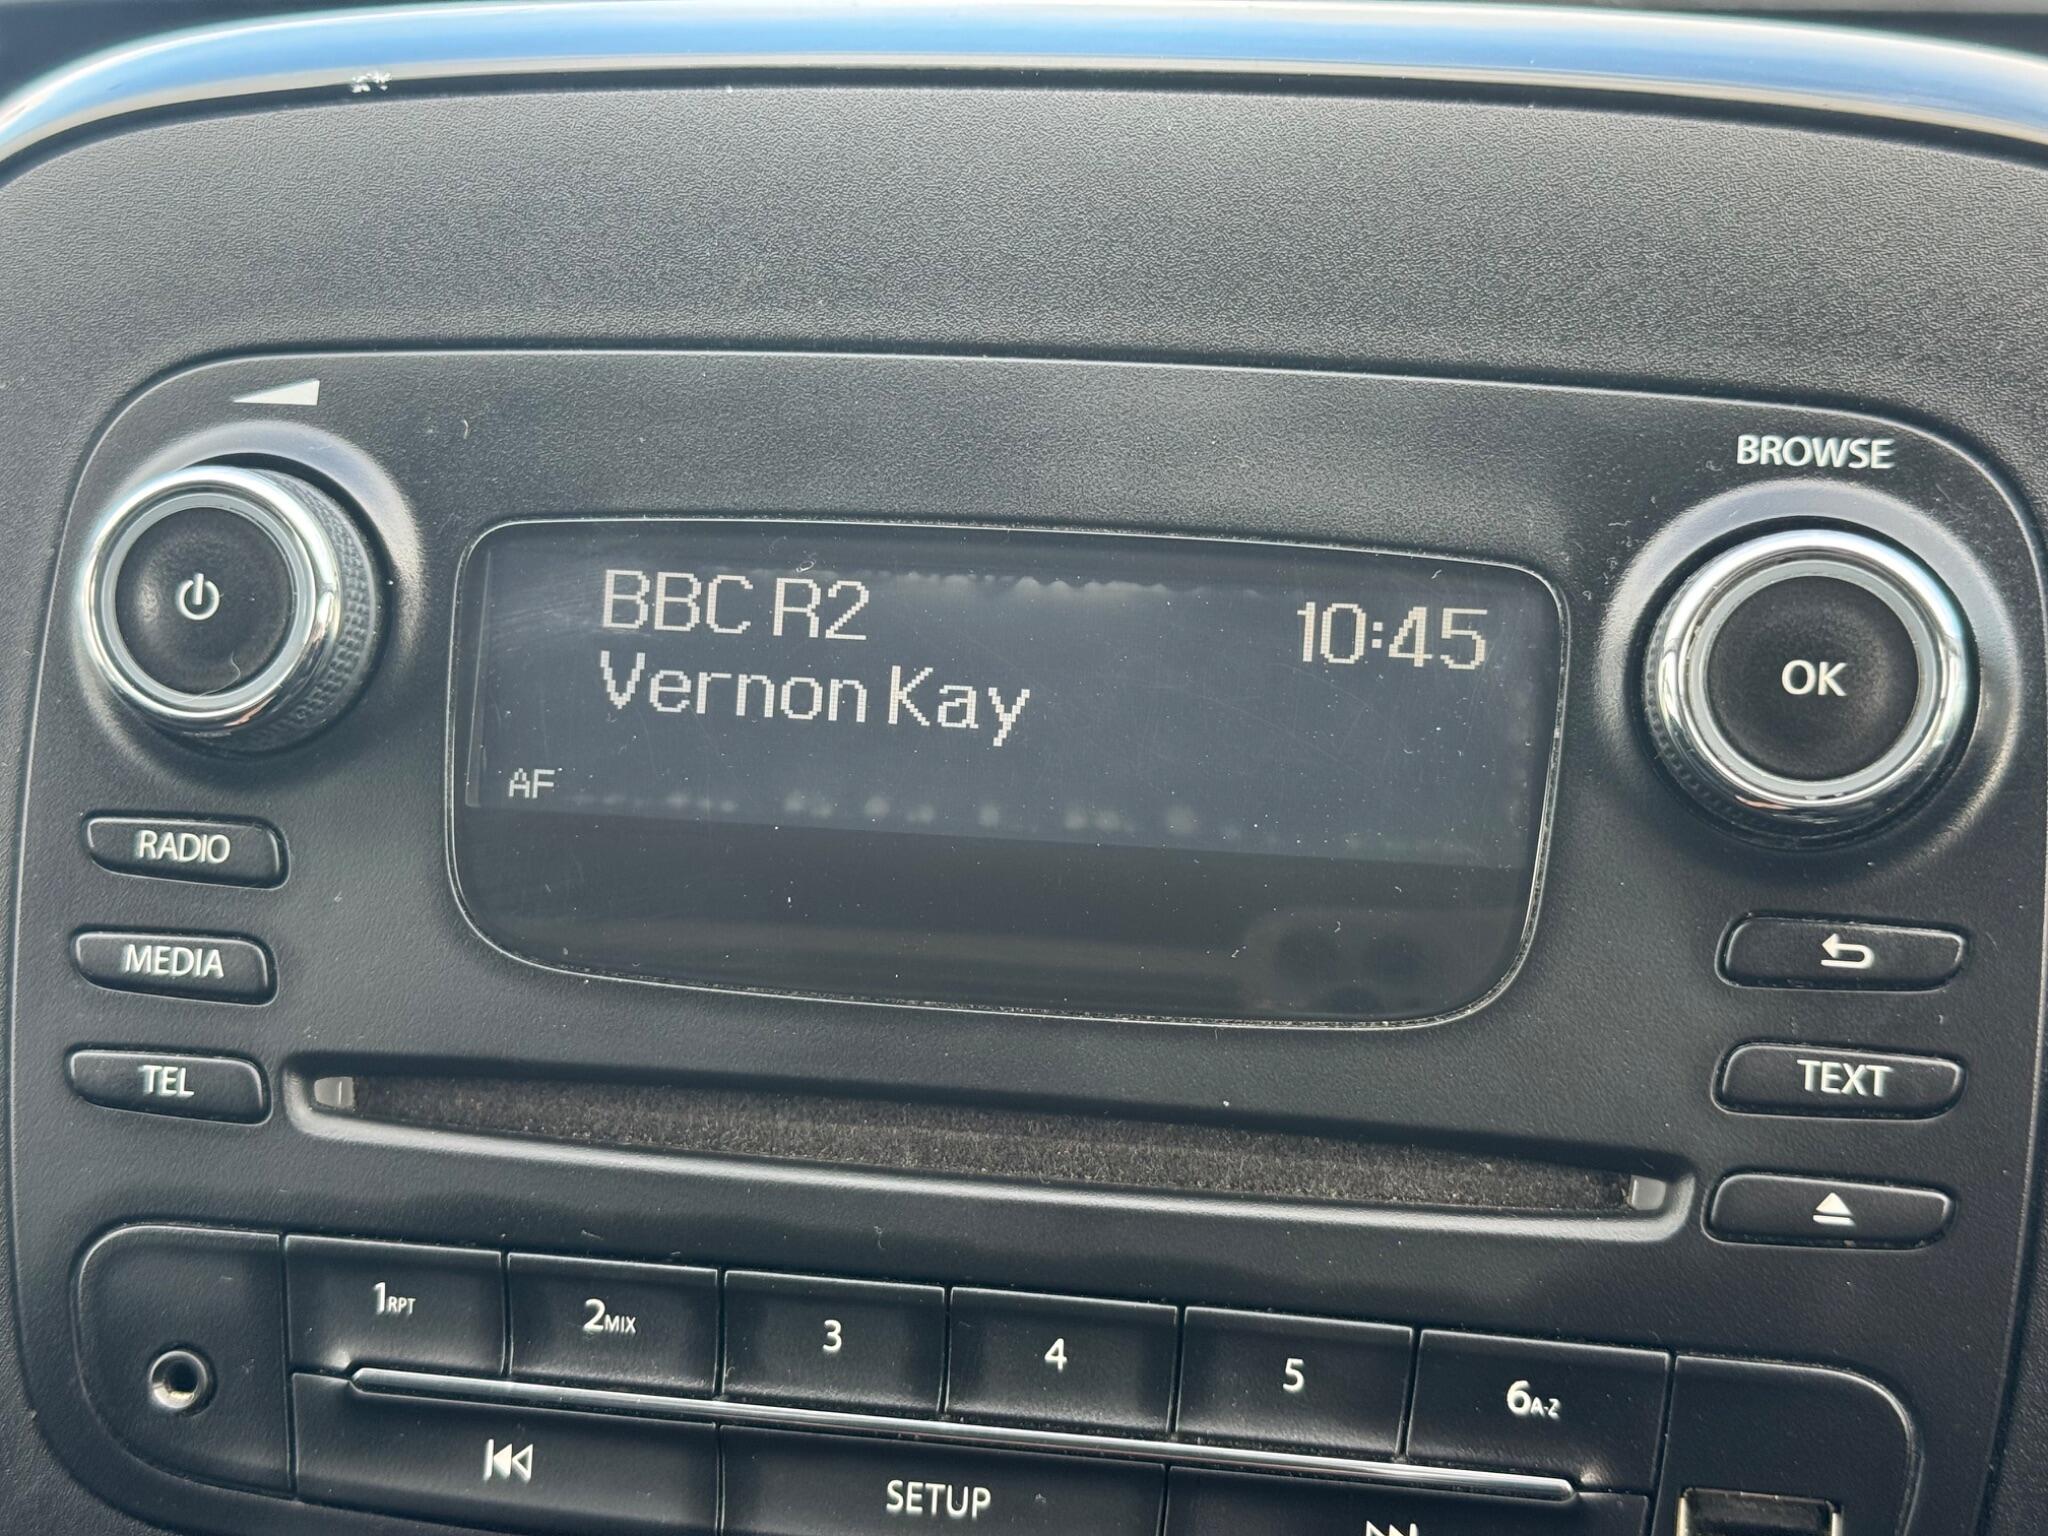 BROWSE
BBC R2
10:45
Vernon Kay
OK
AF
RADIO
MEDIA
TEL
TEXT
1RPT
2MIX
3
4
5
6A-Z
SETUP